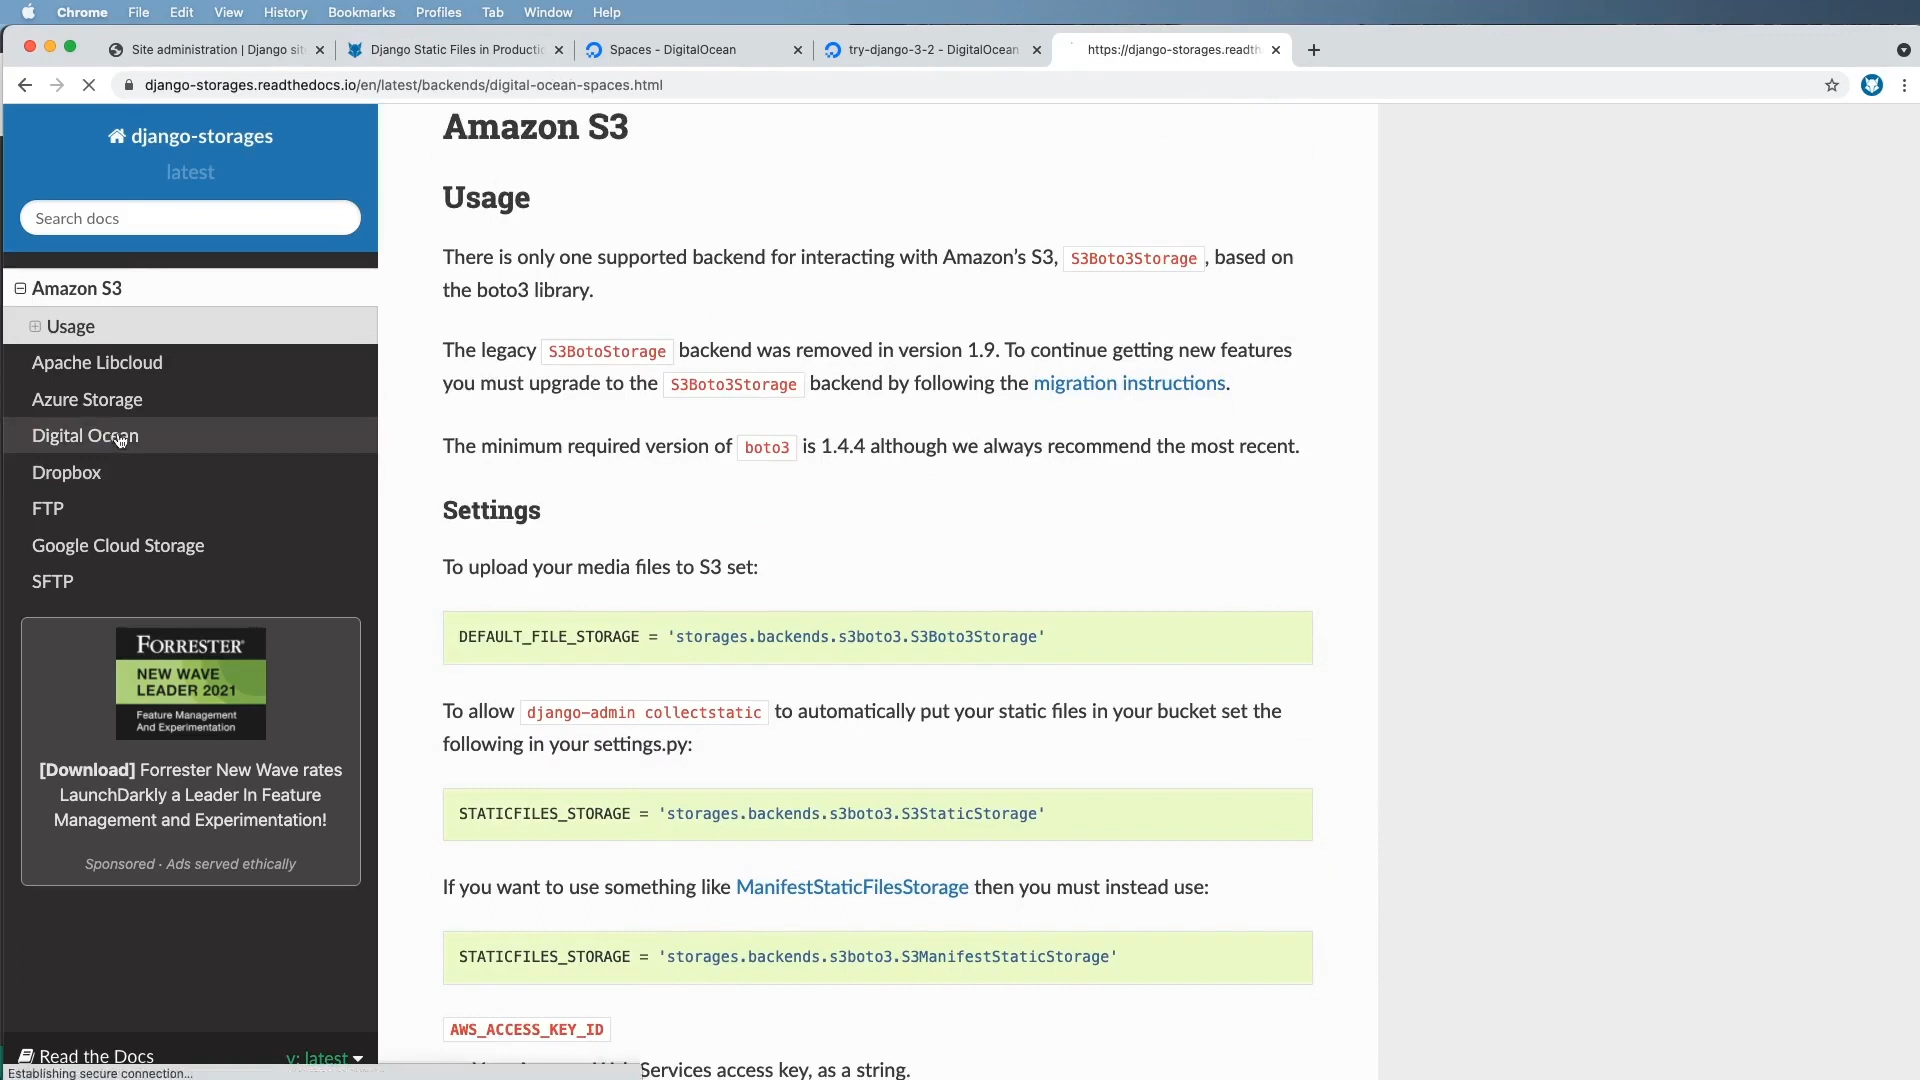 Chrome File Edit View History Bookmarks Profiles Tab Window Help
Site administration | Django sit
Django Static Files in Productio
Spaces - DigitalOcean
try-django-3-2 - DigitalOcean
https://django-storages.readth
django-storages.readthedocs.io/en/latest/backends/digital-ocean-spaces.html
django-storages
latest
Search docs
Amazon S3
Usage
Apache Libcloud
Azure Storage
Digital Ocean
Dropbox
FTP
Google Cloud Storage
SFTP
FORRESTER
NEW WAVE
LEADER 2021
Feature Management
And Experimentation
[Download] Forrester New Wave rates
LaunchDarkly a Leader In Feature
Management and Experimentation!
Sponsored · Ads served ethically
Read the Docs
v: latest
Establishing secure connection...
Amazon S3
Usage
There is only one supported backend for interacting with Amazon’s S3, S3Boto3Storage, based on
the boto3 library.
The legacy S3BotoStorage backend was removed in version 1.9. To continue getting new features
you must upgrade to the S3Boto3Storage backend by following the migration instructions.
The minimum required version of boto3 is 1.4.4 although we always recommend the most recent.
Settings
To upload your media files to S3 set:
DEFAULT_FILE_STORAGE = 'storages.backends.s3boto3.S3Boto3Storage'
To allow django-admin collectstatic to automatically put your static files in your bucket set the
following in your settings.py:
STATICFILES_STORAGE = 'storages.backends.s3boto3.S3StaticStorage'
If you want to use something like ManifestStaticFilesStorage then you must instead use:
STATICFILES_STORAGE = 'storages.backends.s3boto3.S3ManifestStaticStorage'
AWS_ACCESS_KEY_ID
Services access key, as a string.